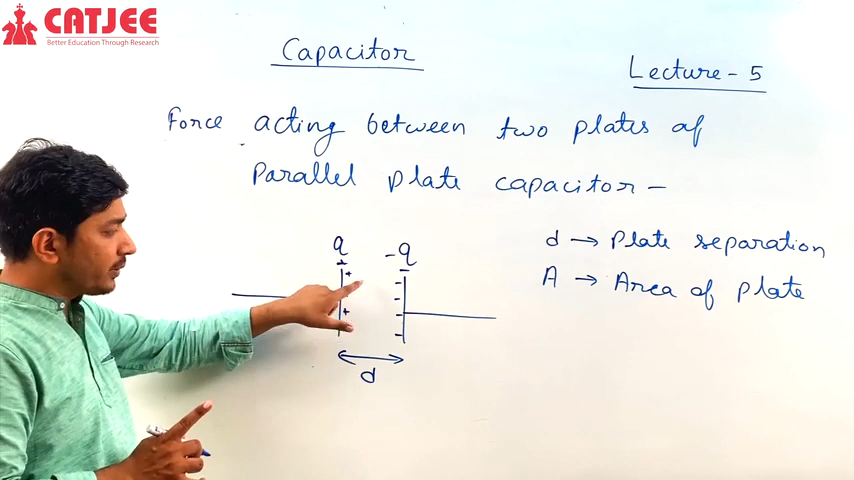 CATJEE
Better Education Through Research
Capacitor
Lecture - 5
Force acting between two plates of
Parallel plate capacitor -
q -q
+ -
+ -
+ -
-
-
d
d → Plate separation
A → Area of plate